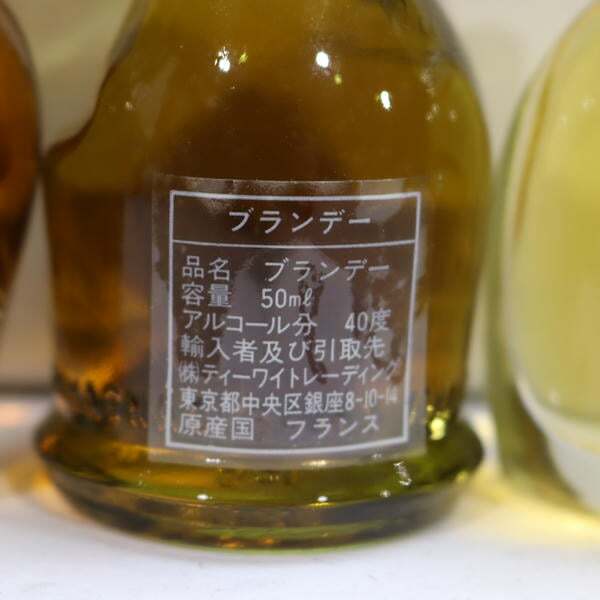 ブランデー
品名 ブランデー
容量 50㎖
アルコール分 40度
輸入者及び引取先
㈱ティーワイトレーディング
東京都中央区銀座8-10-14
原産国 フランス